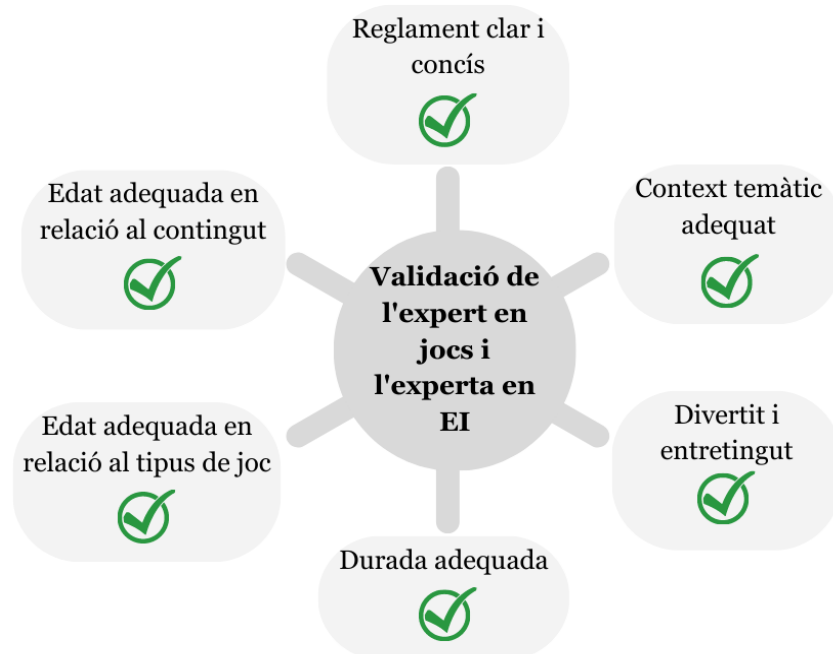 Reglament clar i
concís
Edat adequada en
relació al contingut
Context temàtic
adequat
Validació de
l'expert en
jocs i
l'experta en
EI
Edat adequada en
relació al tipus de joc
Divertit i
entretingut
Durada adequada